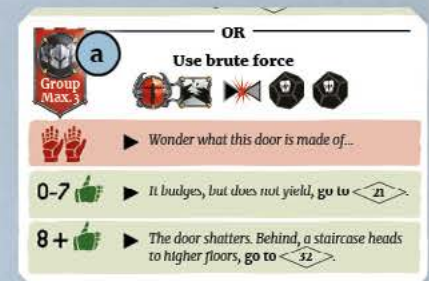 OR
a
Use brute force
Group
Max. 3
Wonder what this door is made of...
0-7
It budges, but does not yield, go to <21>.
8+
The door shatters. Behind, a staircase heads
to higher floors, go to <32>.